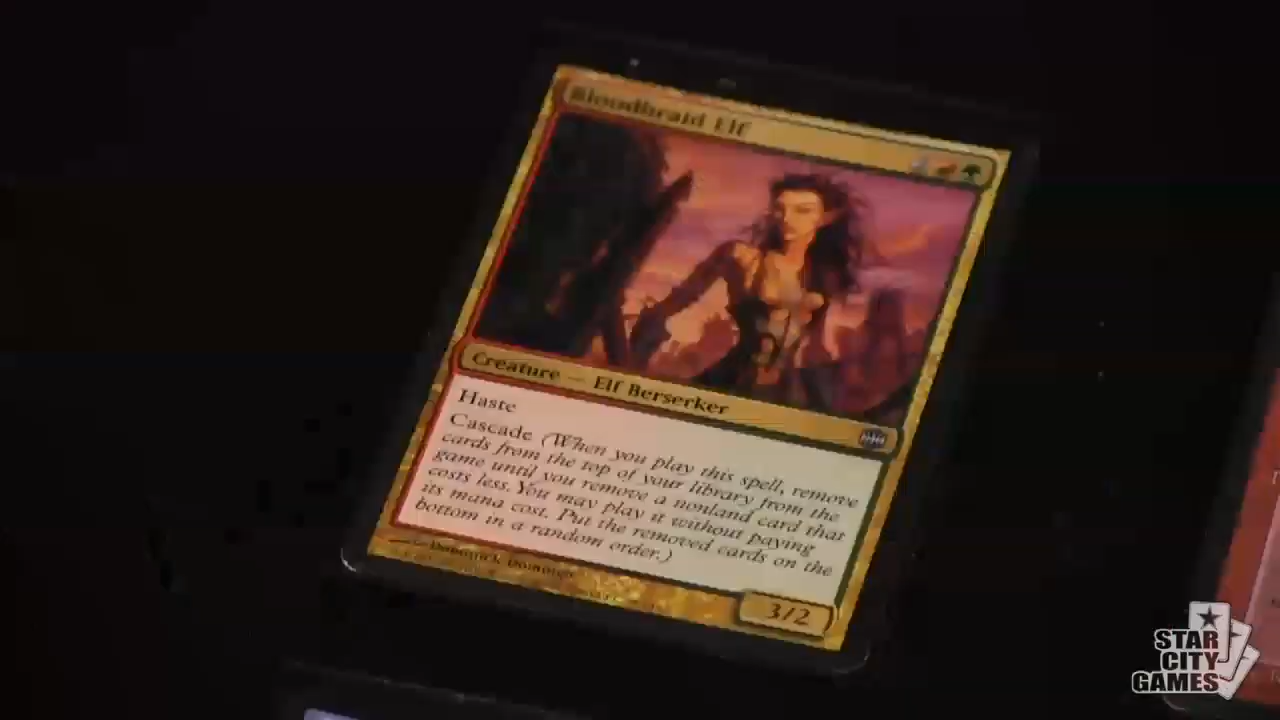 Bloodbraid Elf
Creature — Elf Berserker
Haste
Cascade (When you play this spell, remove
cards from the top of your library from the
game until you remove a nonland card that
costs less. You may play it without paying
its mana cost. Put the removed cards on the
bottom in a random order.)
Dominick Domingo
3/2
STAR
CITY
GAMES